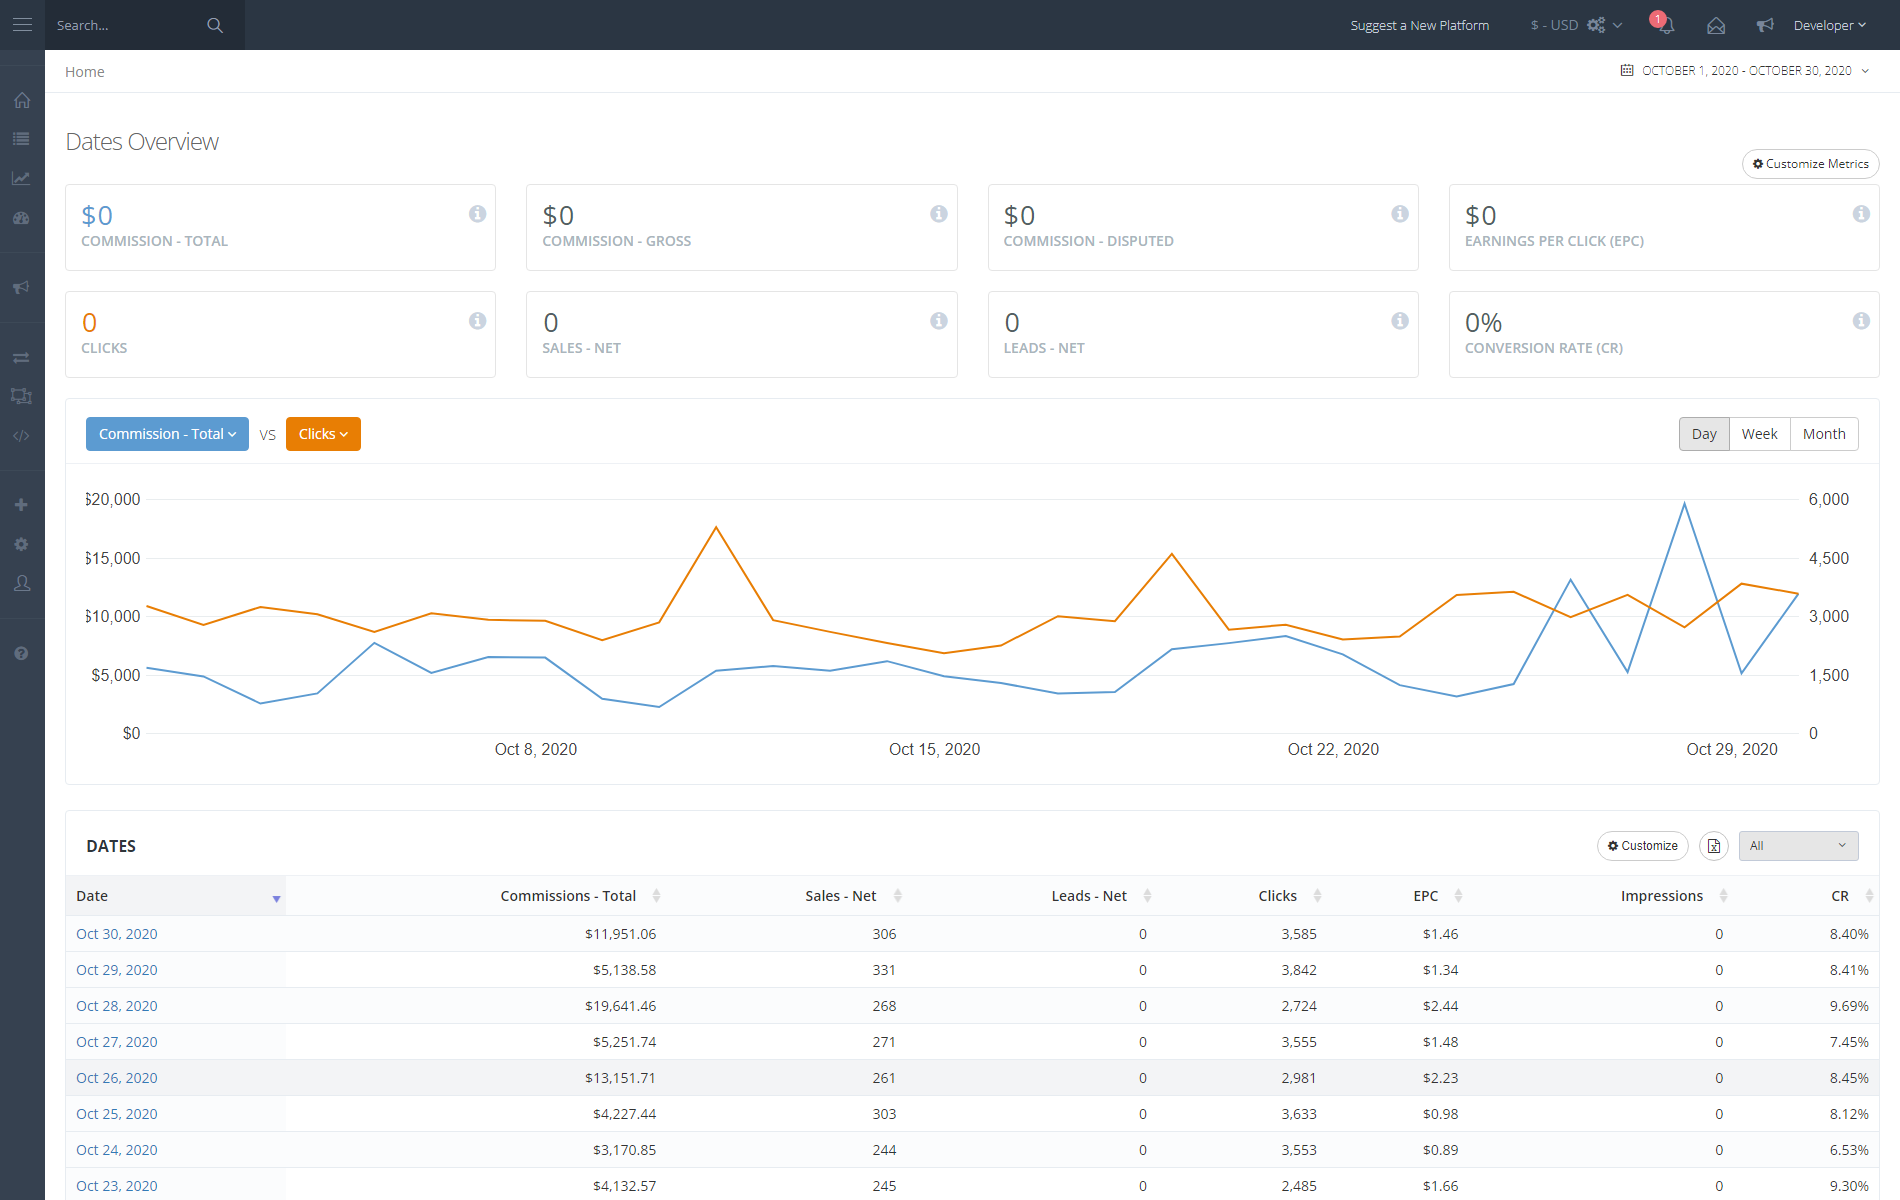 Search...
Suggest a New Platform
$ - USD
1
Developer
Home
OCTOBER 1, 2020 - OCTOBER 30, 2020
Dates Overview
Customize Metrics
$0
COMMISSION - TOTAL
$0
COMMISSION - GROSS
$0
COMMISSION - DISPUTED
$0
EARNINGS PER CLICK (EPC)
0
CLICKS
0
SALES - NET
0
LEADS - NET
0%
CONVERSION RATE (CR)
Commission - Total VS Clicks
Day Week Month
$20,000 6,000
$15,000 4,500
$10,000 3,000
$5,000 1,500
$0 0
Oct 8, 2020 Oct 15, 2020 Oct 22, 2020 Oct 29, 2020
DATES
Customize
All
Date Commissions - Total Sales - Net Leads - Net Clicks EPC Impressions CR
Oct 30, 2020 $11,951.06 306 0 3,585 $1.46 0 8.40%
Oct 29, 2020 $5,138.58 331 0 3,842 $1.34 0 8.41%
Oct 28, 2020 $19,641.46 268 0 2,724 $2.44 0 9.69%
Oct 27, 2020 $5,251.74 271 0 3,555 $1.48 0 7.45%
Oct 26, 2020 $13,151.71 261 0 2,981 $2.23 0 8.45%
Oct 25, 2020 $4,227.44 303 0 3,633 $0.98 0 8.12%
Oct 24, 2020 $3,170.85 244 0 3,553 $0.89 0 6.53%
Oct 23, 2020 $4,132.57 245 0 2,485 $1.66 0 9.30%